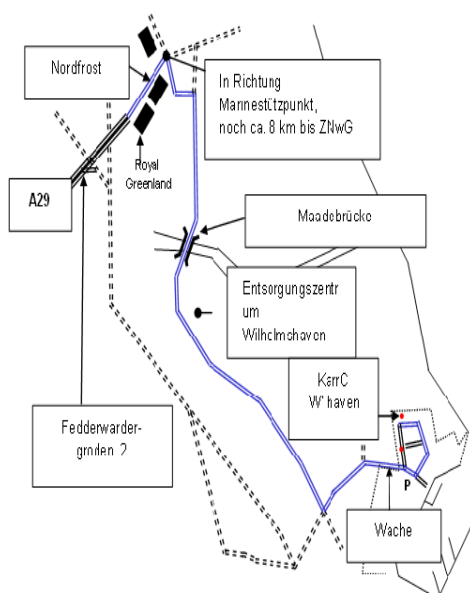 Nordfrost
In Richtung
Marinestützpunkt,
noch ca. 8 km bis ZNwG
Royal
Greenland
A29
Maadebrücke
Entsorgungszentr
um
Wilhelmshaven
KarrC
W'haven
Fedderwarder-
groden 2
P
Wache